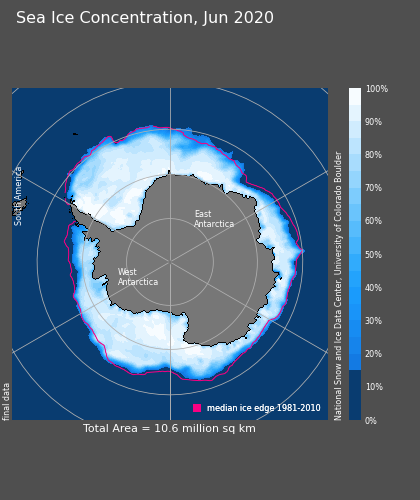 Sea Ice Concentration, Jun 2020
South America
East
Antarctica
West
Antarctica
final data
median ice edge 1981-2010
Total Area = 10.6 million sq km
National Snow and Ice Data Center, University of Colorado Boulder
100%
90%
80%
70%
60%
50%
40%
30%
20%
10%
0%